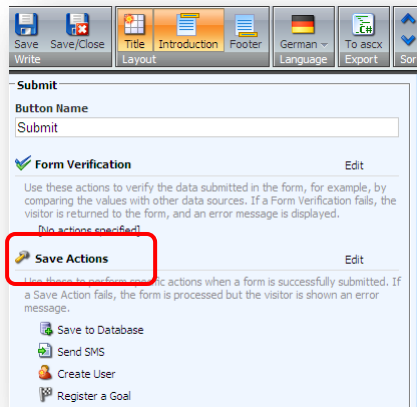 Save Save/Close Title Introduction Footer German To ascx
Write Layout Language Export Sor
Submit
Button Name
Submit
Form Verification Edit
Use these actions to verify the data submitted in the form, for example, by
comparing the values with other data sources. If a Form Verification fails, the
visitor is returned to the form, and an error message is displayed.
[No actions specified]
Save Actions Edit
Use these to perform specific actions when a form is successfully submitted. If
a Save Action fails, the form is processed but the visitor is shown an error
message.
Save to Database
Send SMS
Create User
Register a Goal